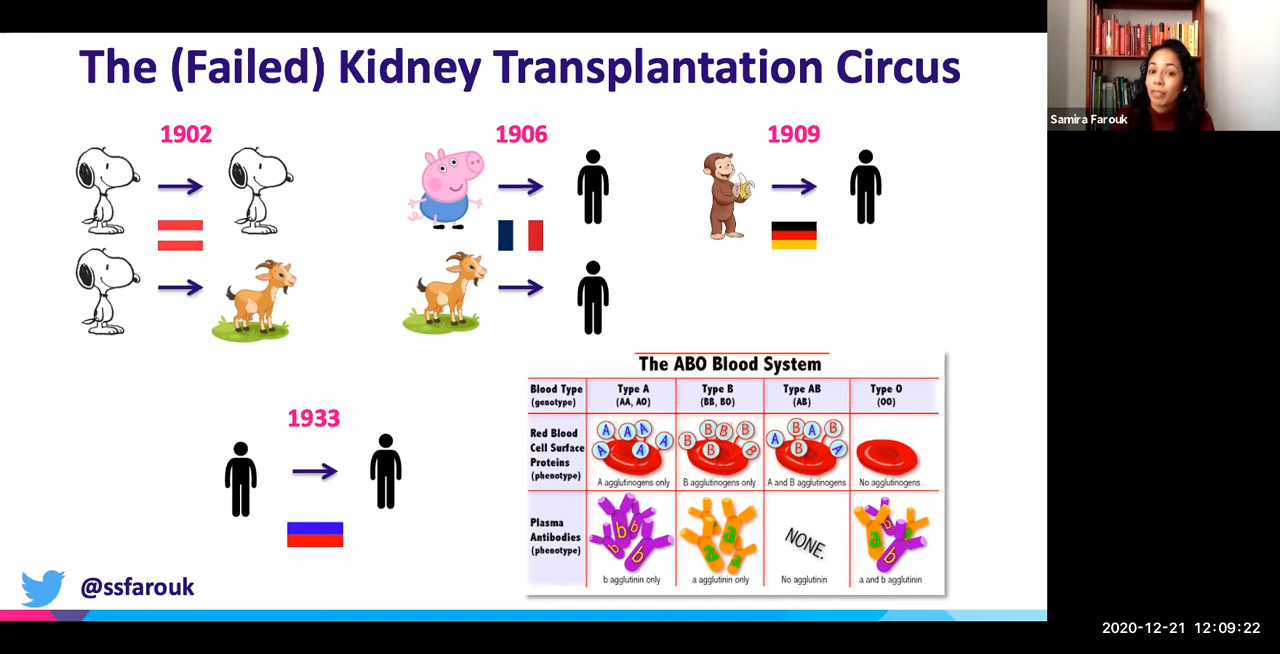 The (Failed) Kidney Transplantation Circus
Samira Farouk
1902
1906
1909
1933
The ABO Blood System
Blood Type
(genotype)
Type A
(AA, AO)
Type B
(BB, BO)
Type AB
(AB)
Type O
(OO)
Red Blood
Cell Surface
Proteins
(phenotype)
A A A A A A
B B B B B B
A B A B B A
A agglutinogens only
B agglutinogens only
A and B agglutinogens
No agglutinogens
Plasma
Antibodies
(phenotype)
b b b b b
a a a
NONE.
b a b
b agglutinin only
a agglutinin only
No agglutinin
a and b agglutinin
@ssfarouk
2020-12-21 12:09:22